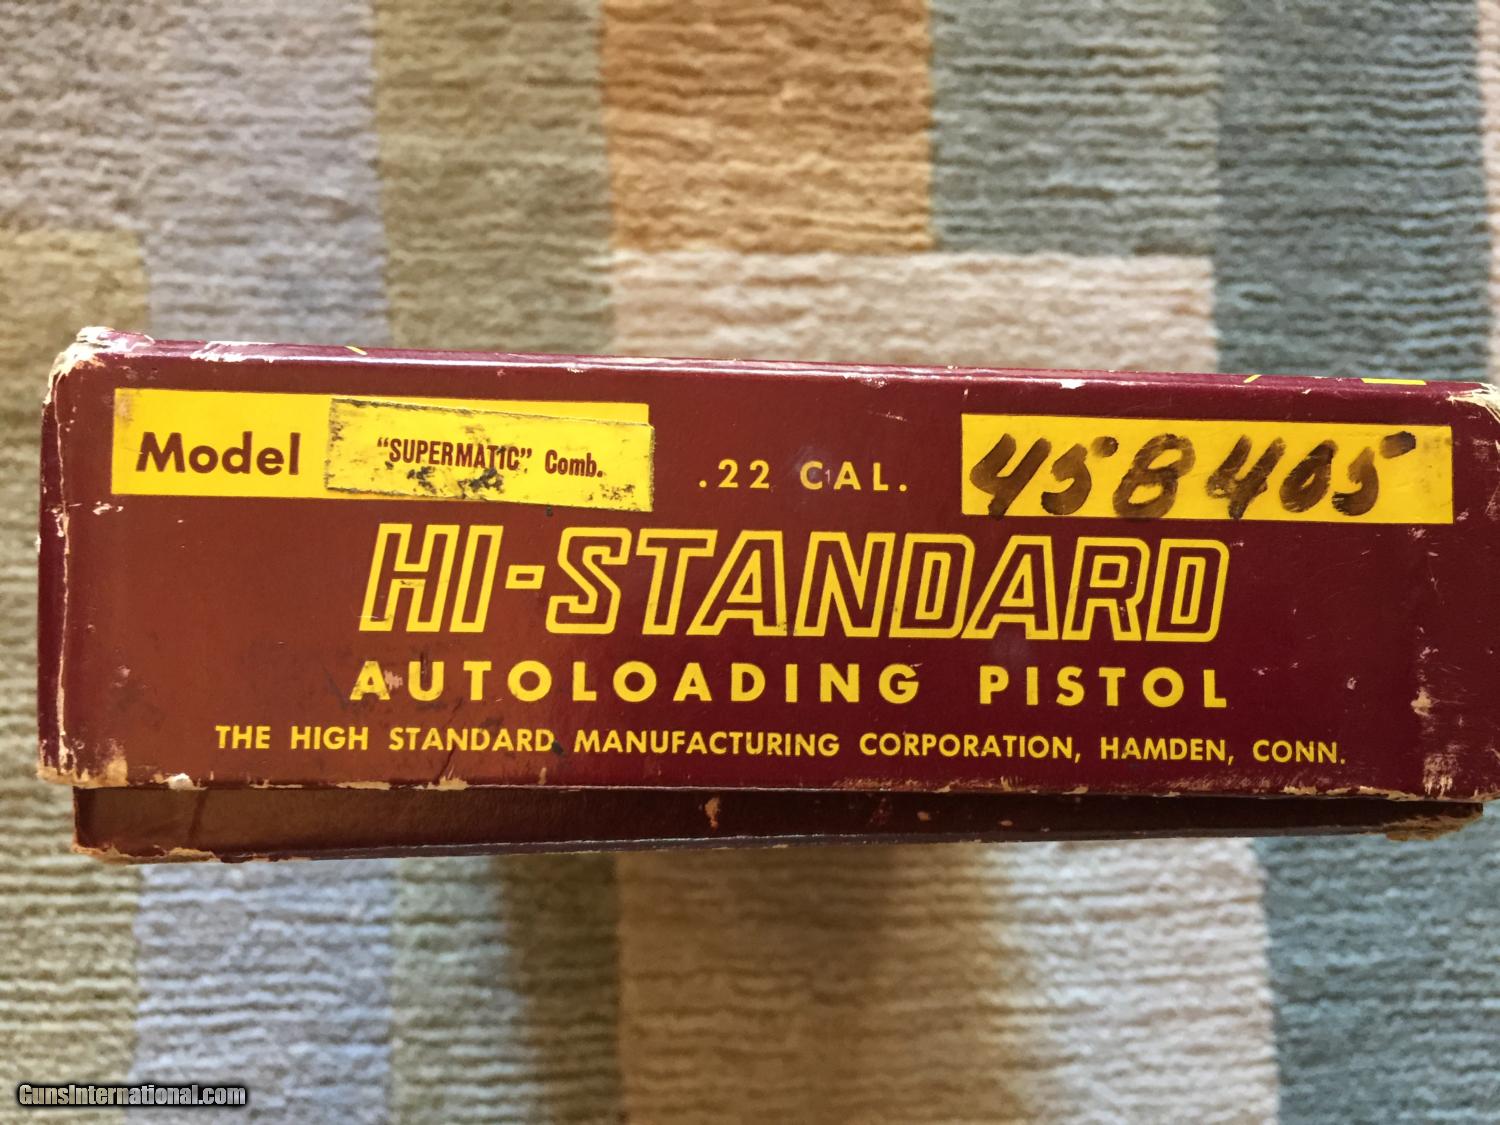 Model "SUPERMATIC" Comb. .22 CAL. 458405
HI-STANDARD
AUTOLOADING PISTOL
THE HIGH STANDARD MANUFACTURING CORPORATION, HAMDEN, CONN.
GunsInternational.com